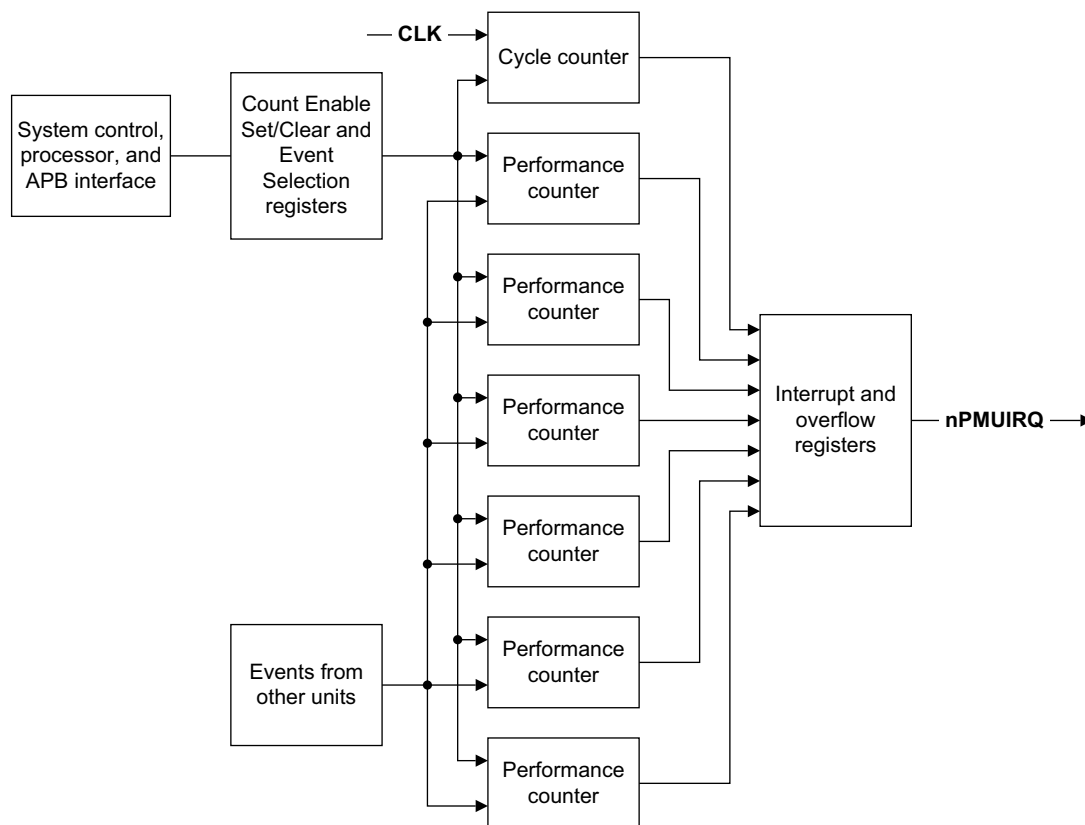 CLK
Cycle counter
System control,
processor, and
APB interface
Count Enable
Set/Clear and
Event
Selection
registers
Performance
counter
Performance
counter
Performance
counter
Performance
counter
Performance
counter
Performance
counter
Events from
other units
Interrupt and
overflow
registers
nPMUIRQ